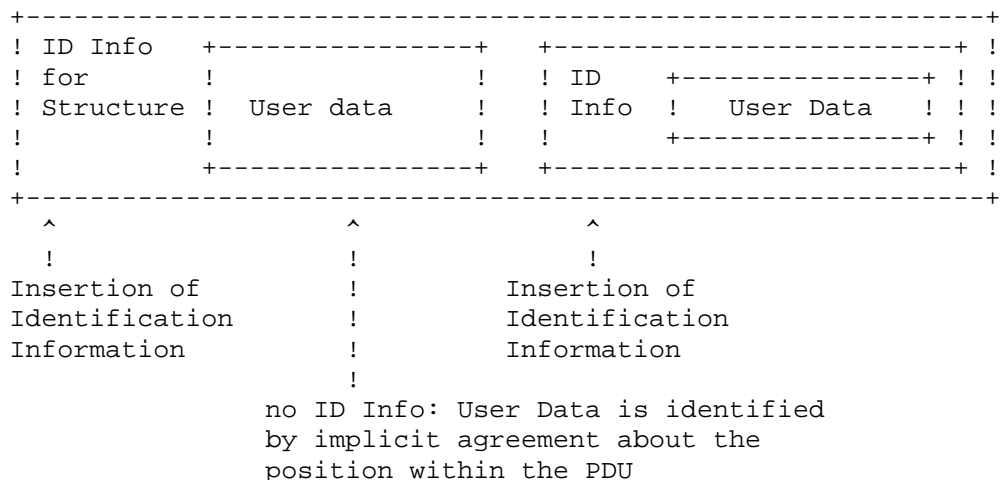 +-----------------------------------------------------------+
! ID Info   +----------------+   +-------------------------+ !
! for       !                !   ! ID    +---------------+ ! !
! Structure !  User data     !   ! Info  !   User Data   ! ! !
!           !                !   !       +---------------+ ! !
!           +----------------+   +-------------------------+ !
+-----------------------------------------------------------+
  ^                  ^              ^
  !                  !              !
Insertion of         !         Insertion of
Identification       !         Identification
Information          !         Information
                     !
               no ID Info: User Data is identified
               by implicit agreement about the
               position within the PDU